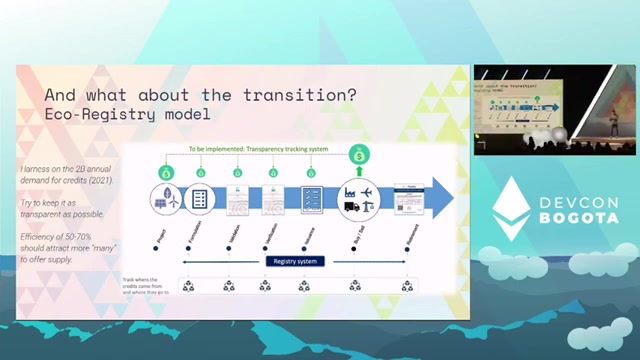 And what about the transition?
Eco-Registry model
To be implemented: Transparency tracking system
Harness on the 2B annual
demand for credits (2021).
Try to keep it as
transparent as possible.
Efficiency of 50-70%
should attract more "many"
to offer supply.
Project
Formulation
Validation
Verification
Issuance
Buy / Sell
Retirement
Registry system
Track where the
credits come from
and where they go to
DEVCON
BOGOTA